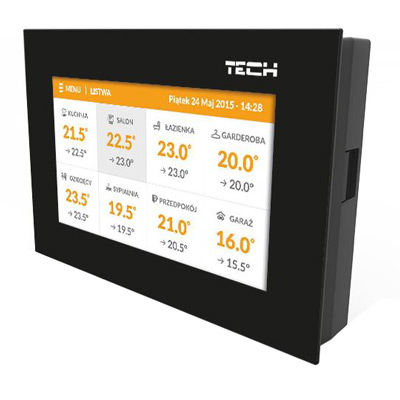 TECH
MENU | LISTWA
Piątek 24 Maj 2015 - 14:28
KUCHNIA
21.5°
→ 22.5°
SALON
22.5°
→ 23.0°
ŁAZIENKA
23.0°
→ 23.0°
GARDEROBA
20.0°
→ 20.0°
DZIECIĘCY
23.5°
→ 23.5°
SYPIALNIA
19.5°
→ 19.5°
PRZEDPOKÓJ
21.0°
→ 20.5°
GARAŻ
16.0°
→ 15.5°